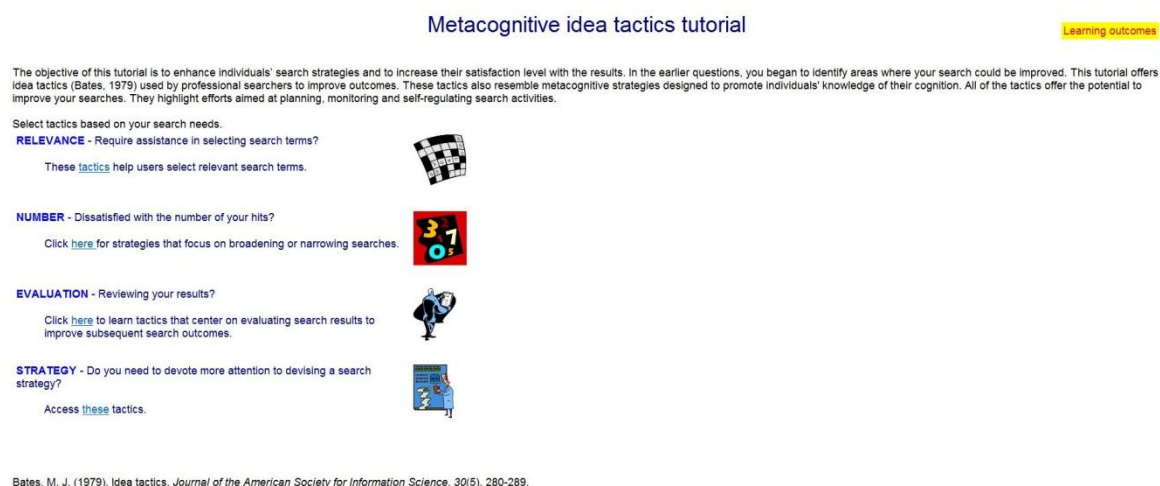 Metacognitive idea tactics tutorial
Learning outcomes
The objective of this tutorial is to enhance individuals' search strategies and to increase their satisfaction level with the results. In the earlier questions, you began to identify areas where your search could be improved. This tutorial offers
idea tactics (Bates, 1979) used by professional searchers to improve outcomes. These tactics also resemble metacognitive strategies designed to promote individuals' knowledge of their cognition. All of the tactics offer the potential to
improve your searches. They highlight efforts aimed at planning, monitoring and self-regulating search activities.
Select tactics based on your search needs.
RELEVANCE - Require assistance in selecting search terms?
These tactics help users select relevant search terms.
NUMBER - Dissatisfied with the number of your hits?
Click here for strategies that focus on broadening or narrowing searches.
3 2
7
0 5
EVALUATION - Reviewing your results?
Click here to learn tactics that center on evaluating search results to
improve subsequent search outcomes.
STRATEGY - Do you need to devote more attention to devising a search
strategy?
Access these tactics.
Bates, M. J. (1979). Idea tactics. Journal of the American Society for Information Science, 30(5), 280-289.